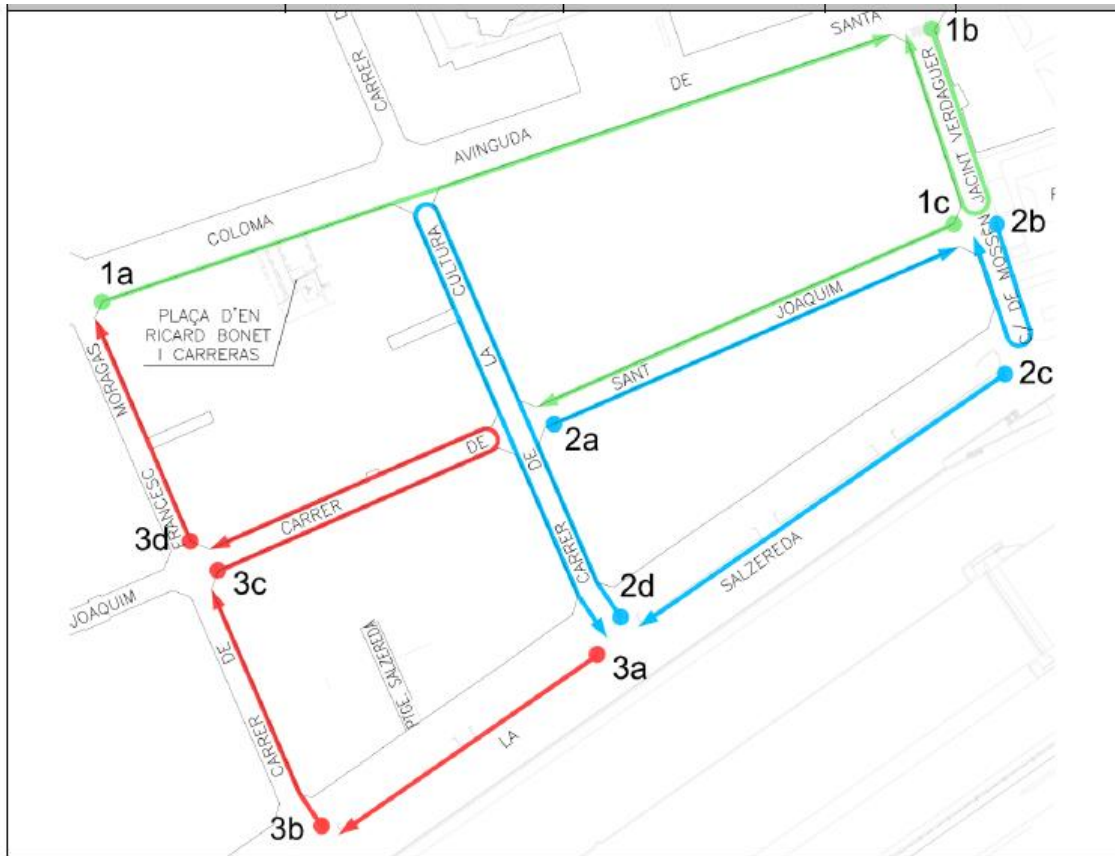 SANTA
1b
CARRER
DE
AVINGUDA
C/ DE MOSSÈN JACINT VERDAGUER
COLOMA
1c
2b
1a
PLAÇA D'EN
RICARD BONET
I CARRERAS
CARRER DE LA CULTURA
SANT
JOAQUIM
2c
2a
CARRER DE FRANCESC MORAGAS
DE
CARRER
3d
3c
JOAQUIM
SALZEREDA
2d
3a
PTGE. SALZEREDA
LA
3b